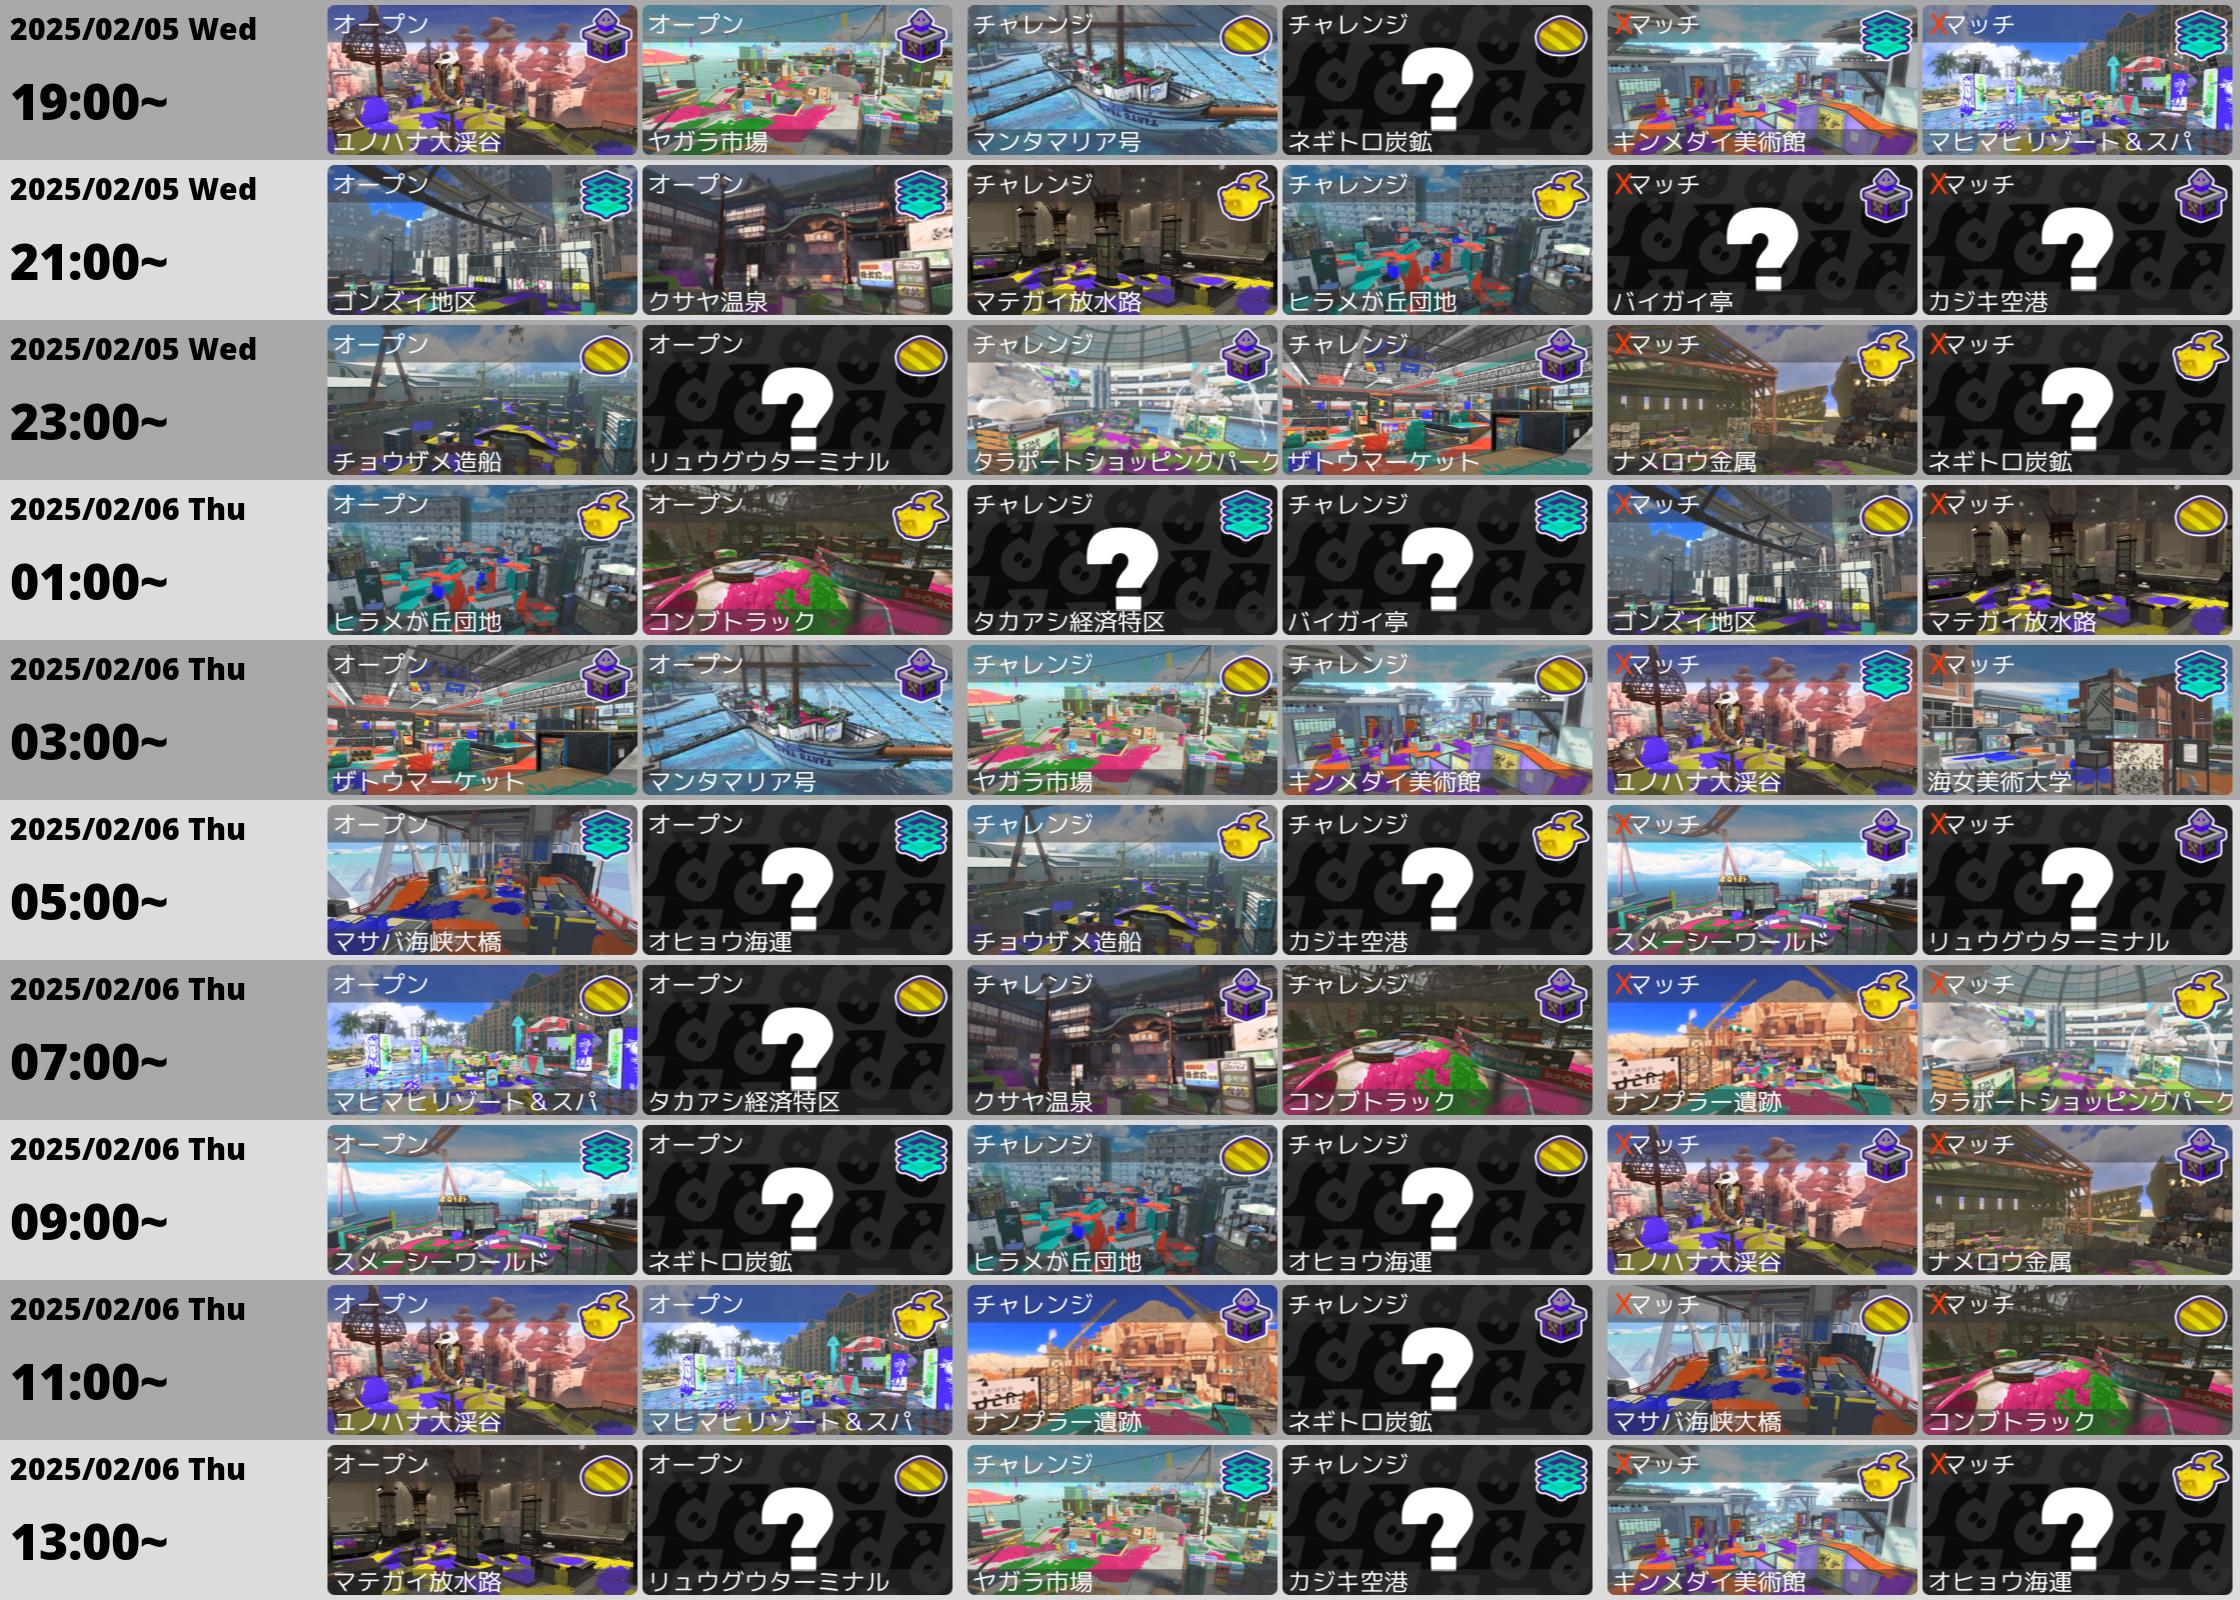 2025/02/05 Wed
19:00~
オープン
ユノハナ大渓谷
オープン
ヤガラ市場
チャレンジ
マンタマリア号
チャレンジ
ネギトロ炭鉱
Xマッチ
キンメダイ美術館
Xマッチ
マヒマヒリゾート＆スパ
2025/02/05 Wed
21:00~
オープン
ゴンズイ地区
オープン
クサヤ温泉
チャレンジ
マテガイ放水路
チャレンジ
ヒラメが丘団地
Xマッチ
バイガイ亭
Xマッチ
カジキ空港
2025/02/05 Wed
23:00~
オープン
チョウザメ造船
オープン
リュウグウターミナル
チャレンジ
タラポートショッピングパーク
チャレンジ
ザトウマーケット
Xマッチ
ナメロウ金属
Xマッチ
ネギトロ炭鉱
2025/02/06 Thu
01:00~
オープン
ヒラメが丘団地
オープン
コンブトラック
チャレンジ
タカアシ経済特区
チャレンジ
バイガイ亭
Xマッチ
ゴンズイ地区
Xマッチ
マテガイ放水路
2025/02/06 Thu
03:00~
オープン
ザトウマーケット
オープン
マンタマリア号
チャレンジ
ヤガラ市場
チャレンジ
キンメダイ美術館
Xマッチ
ユノハナ大渓谷
Xマッチ
海女美術大学
2025/02/06 Thu
05:00~
オープン
マサバ海峡大橋
オープン
オヒョウ海運
チャレンジ
チョウザメ造船
チャレンジ
カジキ空港
Xマッチ
スメーシーワールド
Xマッチ
リュウグウターミナル
2025/02/06 Thu
07:00~
オープン
マヒマヒリゾート＆スパ
オープン
タカアシ経済特区
チャレンジ
クサヤ温泉
チャレンジ
コンブトラック
Xマッチ
ナンプラー遺跡
Xマッチ
タラポートショッピングパーク
2025/02/06 Thu
09:00~
オープン
スメーシーワールド
オープン
ネギトロ炭鉱
チャレンジ
ヒラメが丘団地
チャレンジ
オヒョウ海運
Xマッチ
ユノハナ大渓谷
Xマッチ
ナメロウ金属
2025/02/06 Thu
11:00~
オープン
ユノハナ大渓谷
オープン
マヒマヒリゾート＆スパ
チャレンジ
ナンプラー遺跡
チャレンジ
ネギトロ炭鉱
Xマッチ
マサバ海峡大橋
Xマッチ
コンブトラック
2025/02/06 Thu
13:00~
オープン
マテガイ放水路
オープン
リュウグウターミナル
チャレンジ
ヤガラ市場
チャレンジ
カジキ空港
Xマッチ
キンメダイ美術館
Xマッチ
オヒョウ海運